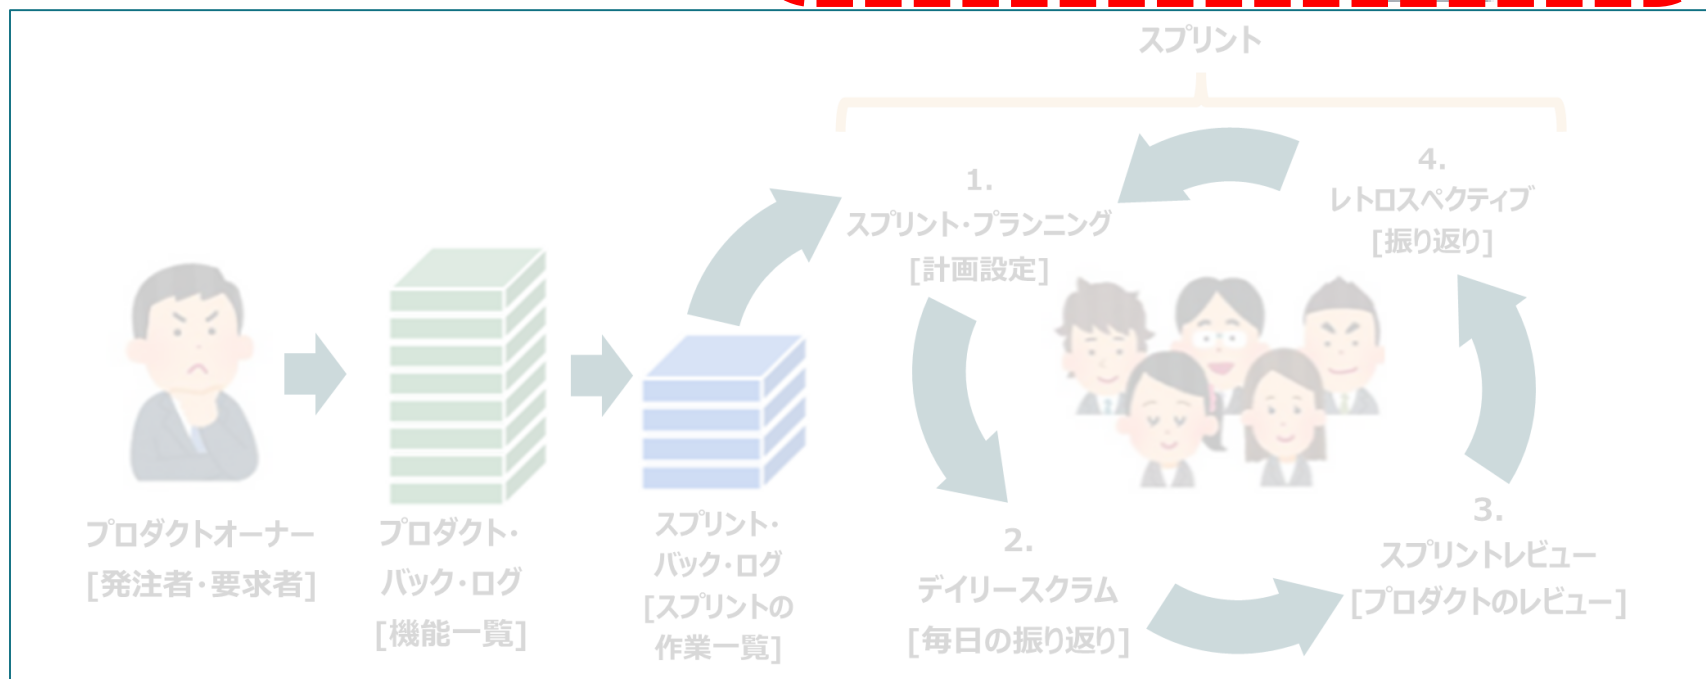 スプリント
1.
スプリント・プランニング
[計画設定]
4.
レトロスペクティブ
[振り返り]
プロダクトオーナー
[発注者・要求者]
プロダクト・
バック・ログ
[機能一覧]
スプリント・
バック・ログ
[スプリントの
作業一覧]
2.
デイリースクラム
[毎日の振り返り]
3.
スプリントレビュー
[プロダクトのレビュー]